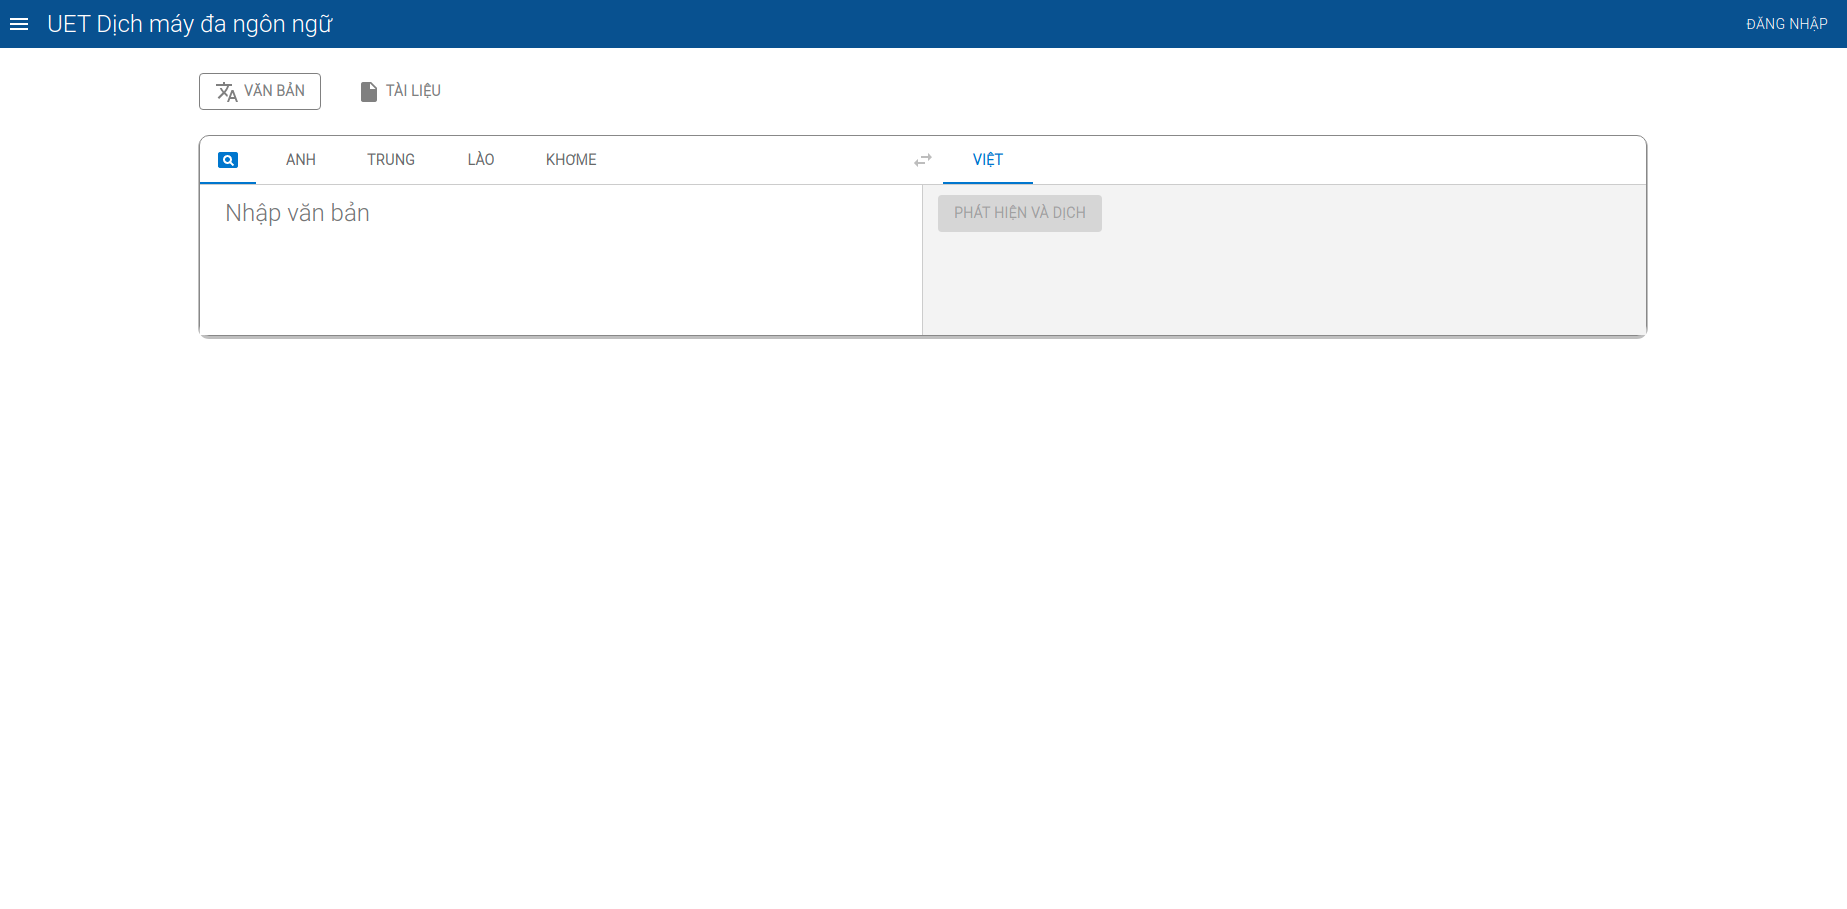 UET Dịch máy đa ngôn ngữ
ĐĂNG NHẬP
VĂN BẢN
TÀI LIỆU
ANH
TRUNG
LÀO
KHƠME
VIỆT
Nhập văn bản
PHÁT HIỆN VÀ DỊCH